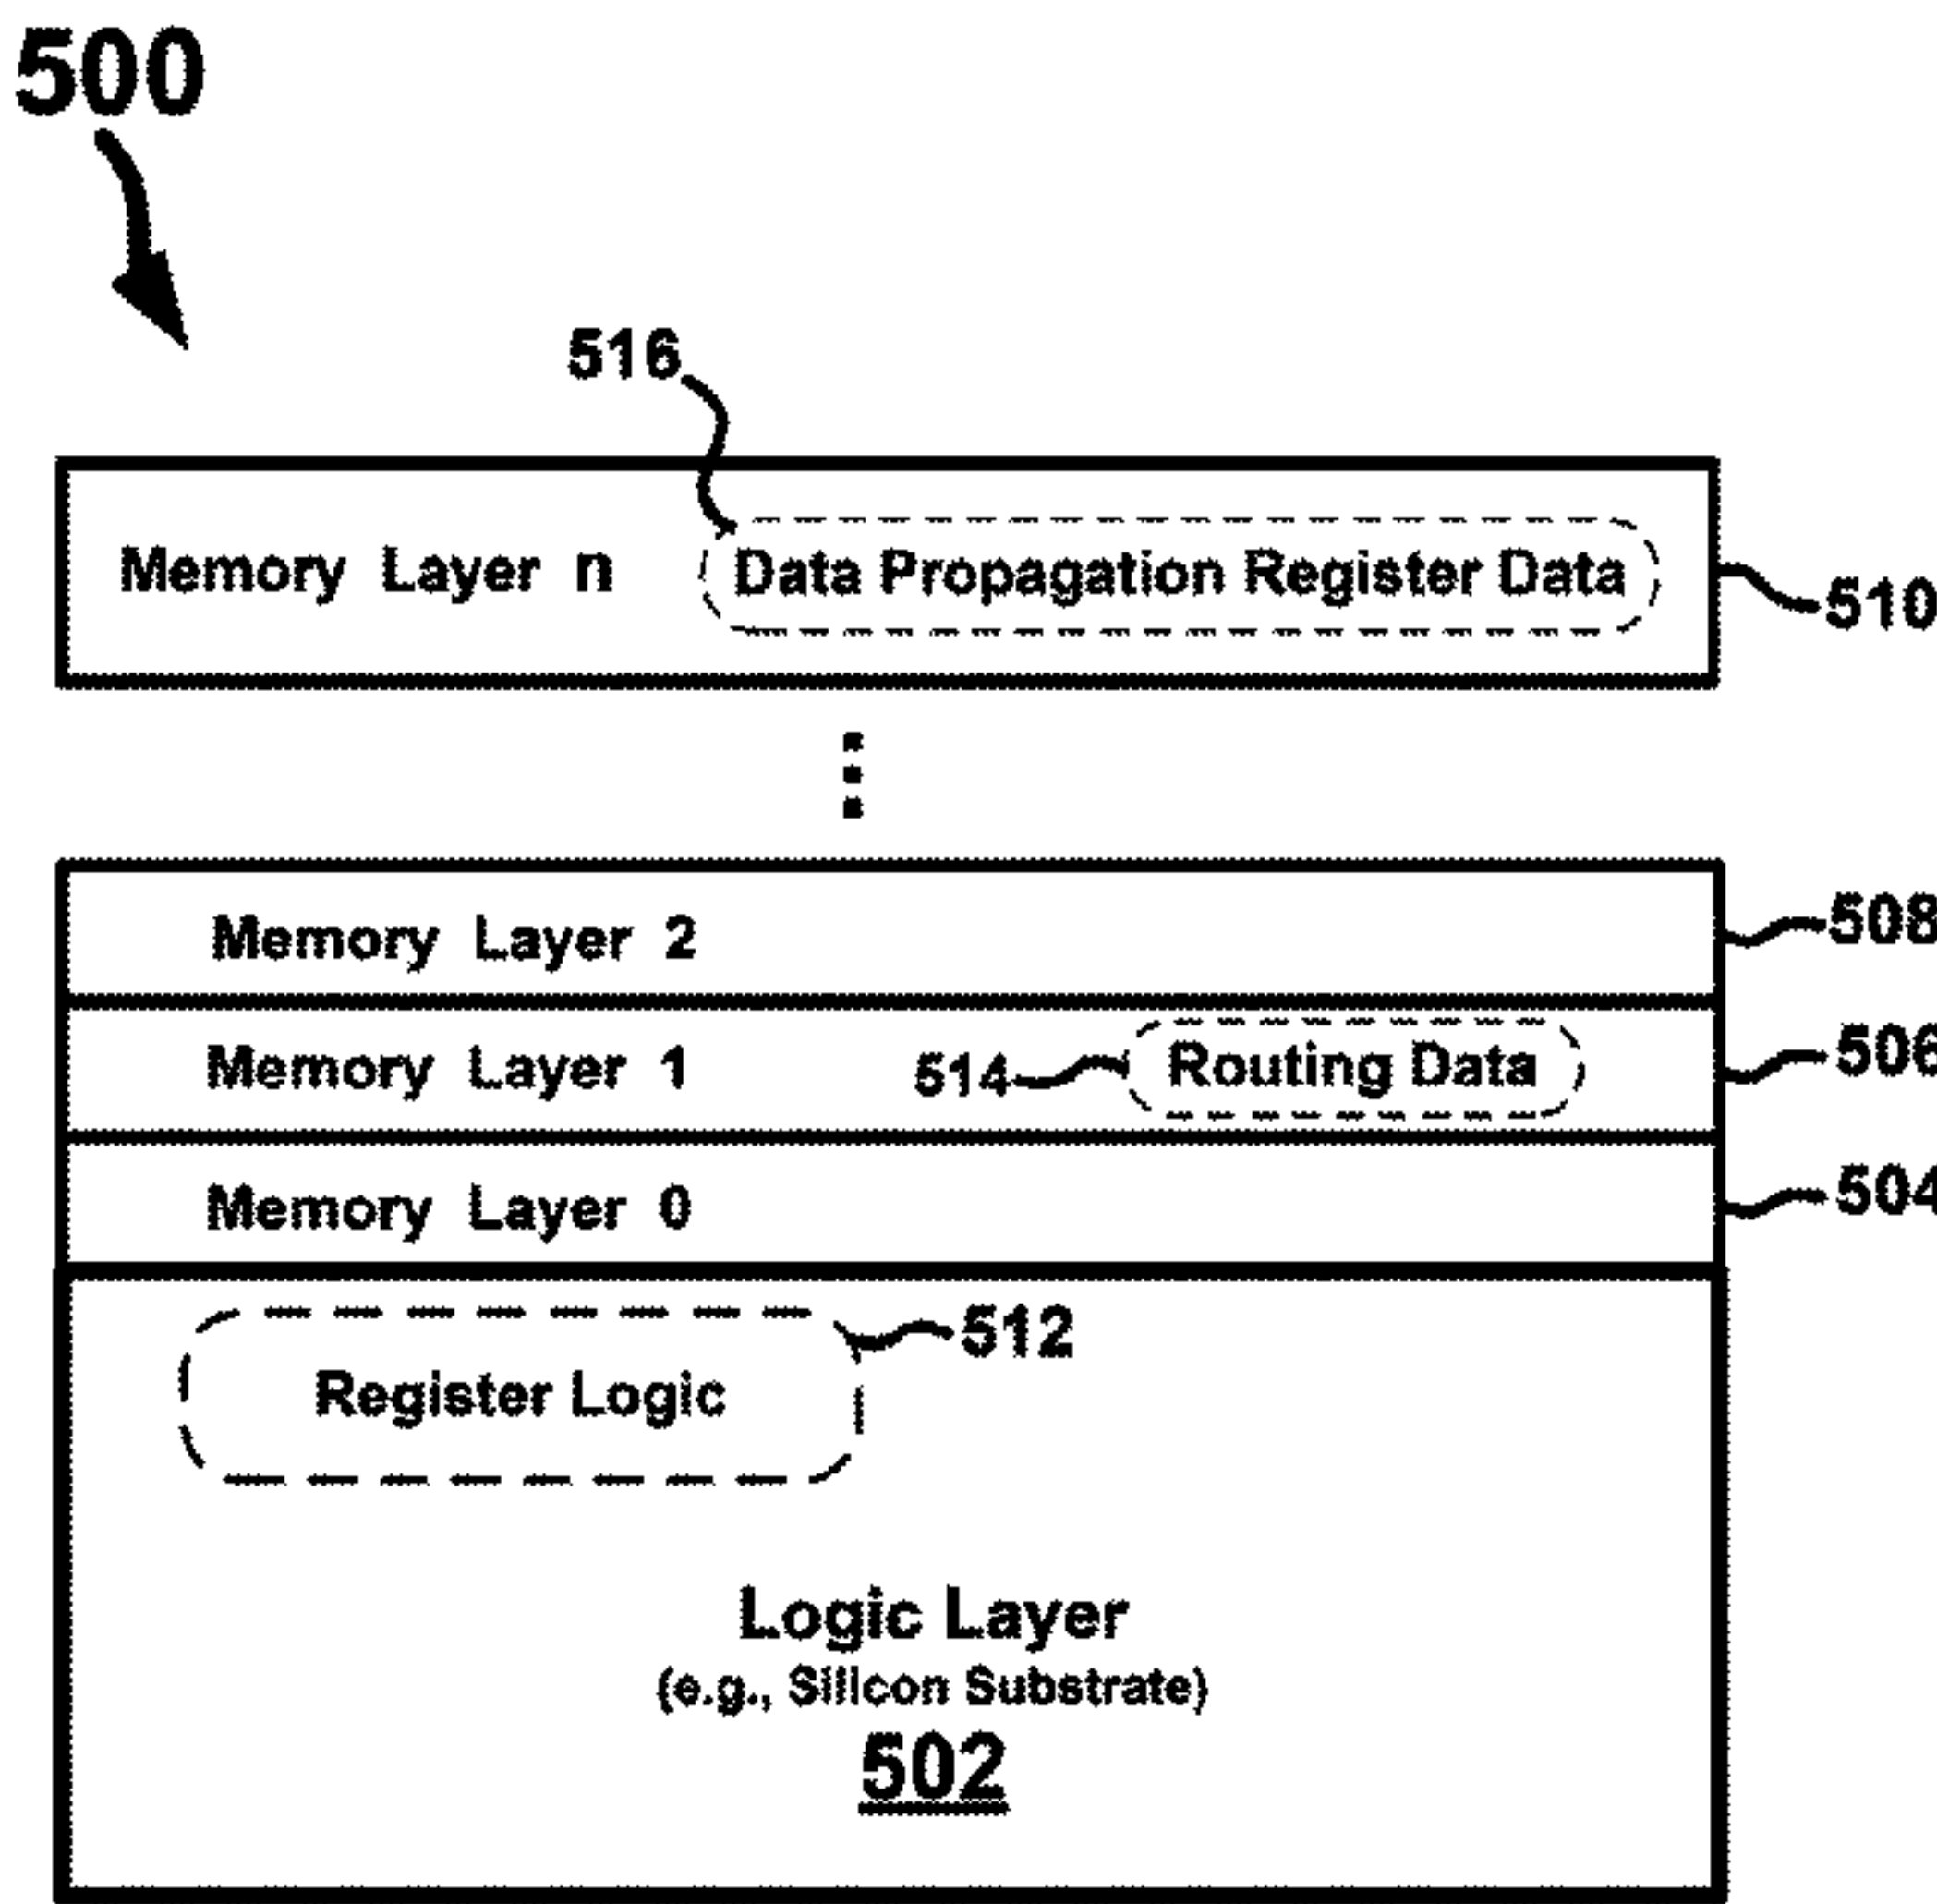 500
516
Memory Layer n Data Propagation Register Data 510
Memory Layer 2 508
Memory Layer 1 514 Routing Data 506
Memory Layer 0 504
512
Register Logic
Logic Layer
(e.g., Silicon Substrate)
502